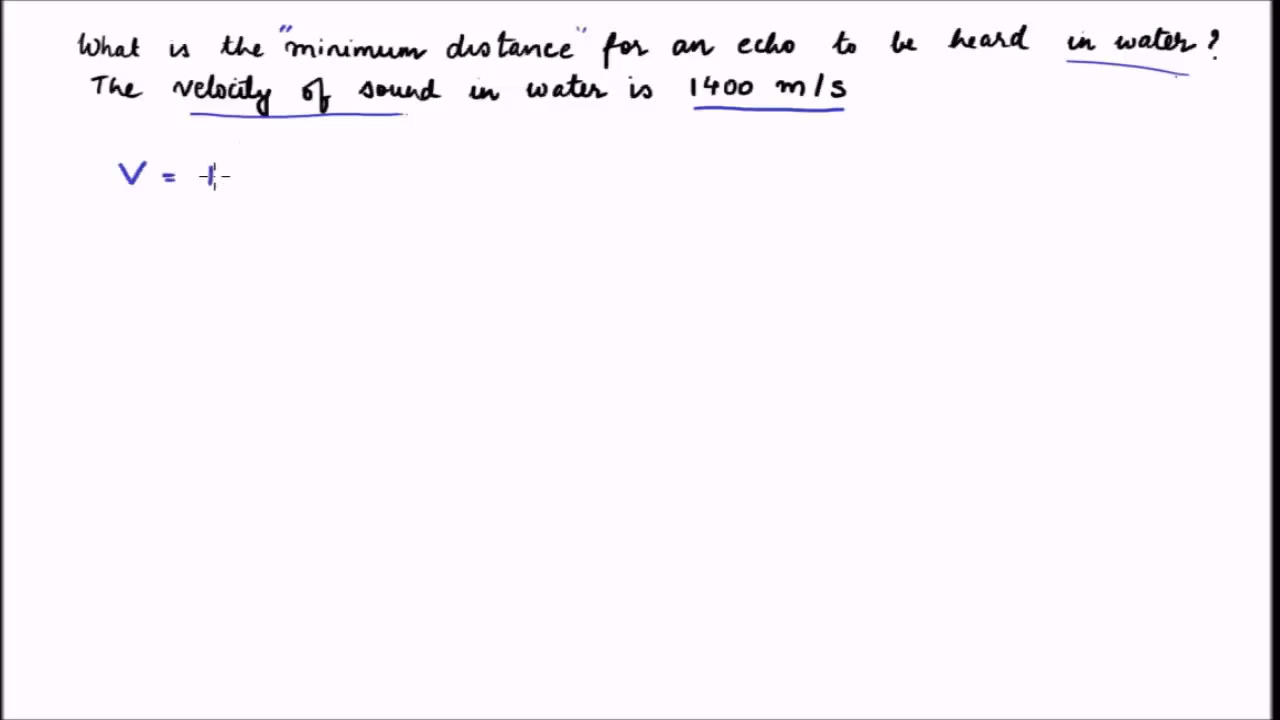 What is the "minimum distance" for an echo to be heard in water?
The velocity of sound in water is 1400 m/s
V = 1